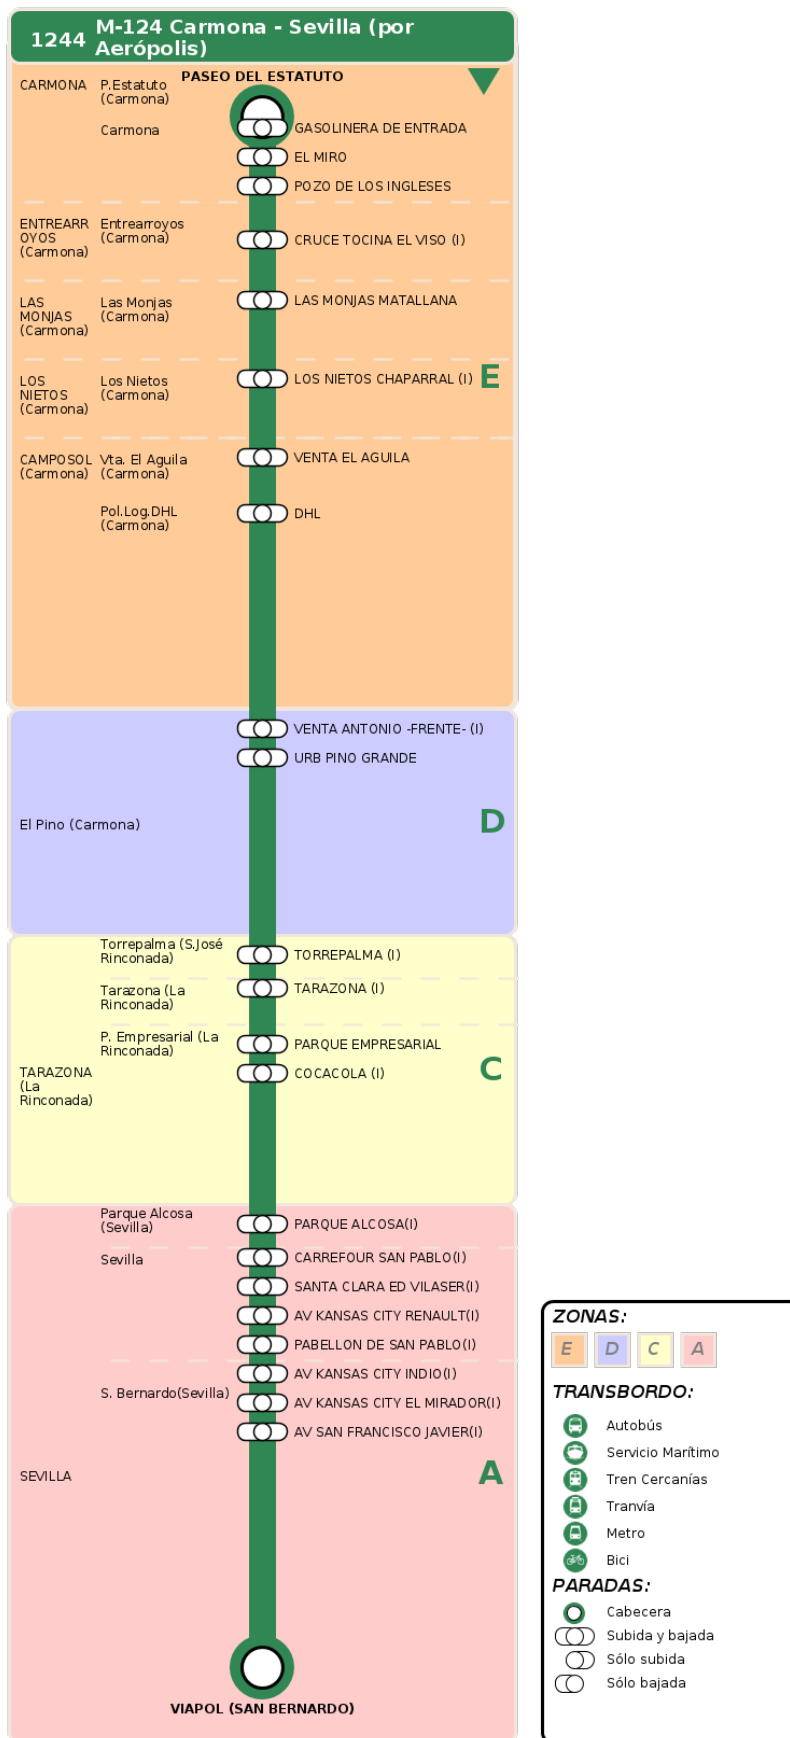 1244
M-124 Carmona - Sevilla (por
Aerópolis)
PASEO DEL ESTATUTO
CARMONA
P.Estatuto
(Carmona)
Carmona
GASOLINERA DE ENTRADA
EL MIRO
POZO DE LOS INGLESES
ENTREARR
OYOS
(Carmona)
Entrearroyos
(Carmona)
CRUCE TOCINA EL VISO (I)
LAS
MONJAS
(Carmona)
Las Monjas
(Carmona)
LAS MONJAS MATALLANA
LOS
NIETOS
(Carmona)
Los Nietos
(Carmona)
LOS NIETOS CHAPARRAL (I)
E
CAMPOSOL
(Carmona)
Vta. El Aguila
(Carmona)
VENTA EL AGUILA
Pol.Log.DHL
(Carmona)
DHL
VENTA ANTONIO -FRENTE- (I)
URB PINO GRANDE
El Pino (Carmona)
D
Torrepalma (S.José
Rinconada)
TORREPALMA (I)
Tarazona (La
Rinconada)
TARAZONA (I)
P. Empresarial (La
Rinconada)
PARQUE EMPRESARIAL
TARAZONA
(La
Rinconada)
COCACOLA (I)
C
Parque Alcosa
(Sevilla)
PARQUE ALCOSA(I)
Sevilla
CARREFOUR SAN PABLO(I)
SANTA CLARA ED VILASER(I)
AV KANSAS CITY RENAULT(I)
PABELLON DE SAN PABLO(I)
AV KANSAS CITY INDIO(I)
S. Bernardo(Sevilla)
AV KANSAS CITY EL MIRADOR(I)
AV SAN FRANCISCO JAVIER(I)
SEVILLA
A
VIAPOL (SAN BERNARDO)
ZONAS:
E D C A
TRANSBORDO:
Autobús
Servicio Marítimo
Tren Cercanías
Tranvía
Metro
Bici
PARADAS:
Cabecera
Subida y bajada
Sólo subida
Sólo bajada